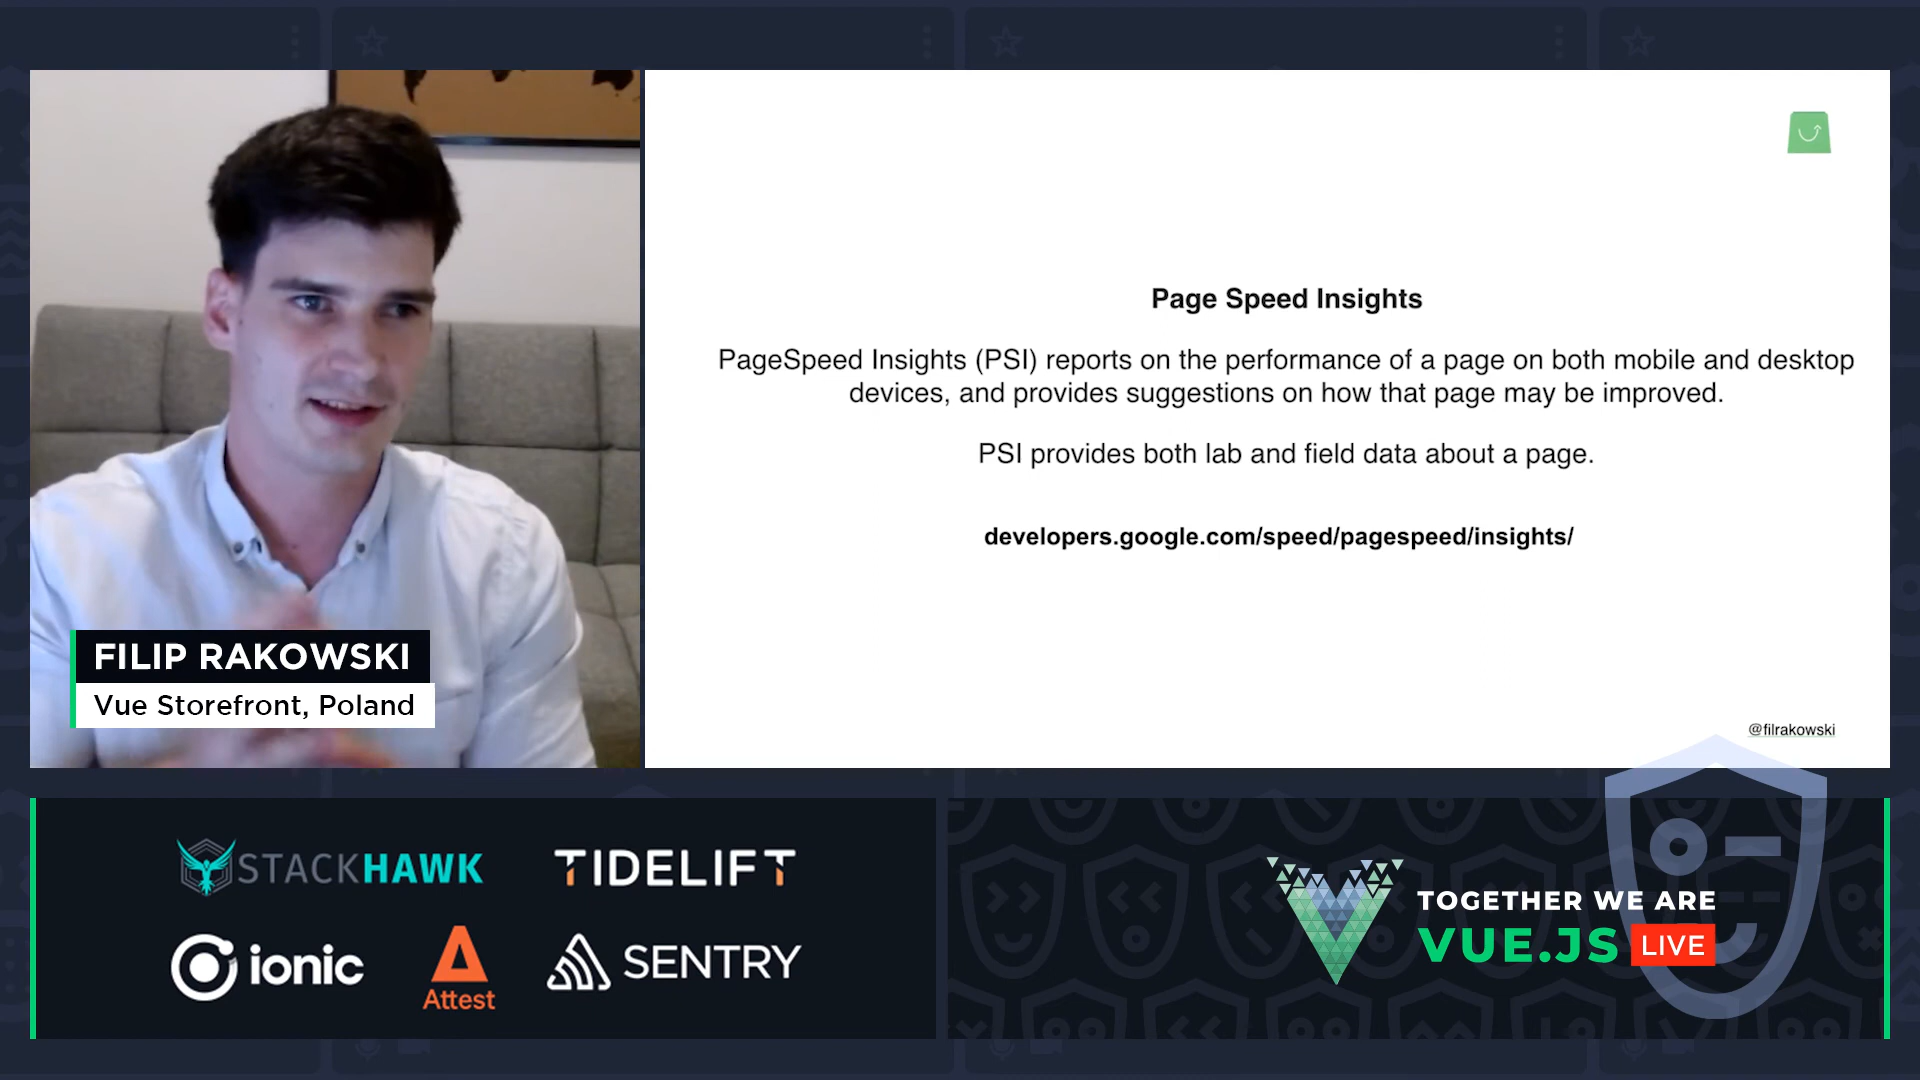 Page Speed Insights
PageSpeed Insights (PSI) reports on the performance of a page on both mobile and desktop
devices, and provides suggestions on how that page may be improved.
PSI provides both lab and field data about a page.
developers.google.com/speed/pagespeed/insights/
@filrakowski
FILIP RAKOWSKI
Vue Storefront, Poland
STACKHAWK
TIDELIFT
ionic
Attest
SENTRY
TOGETHER WE ARE
VUE.JS LIVE